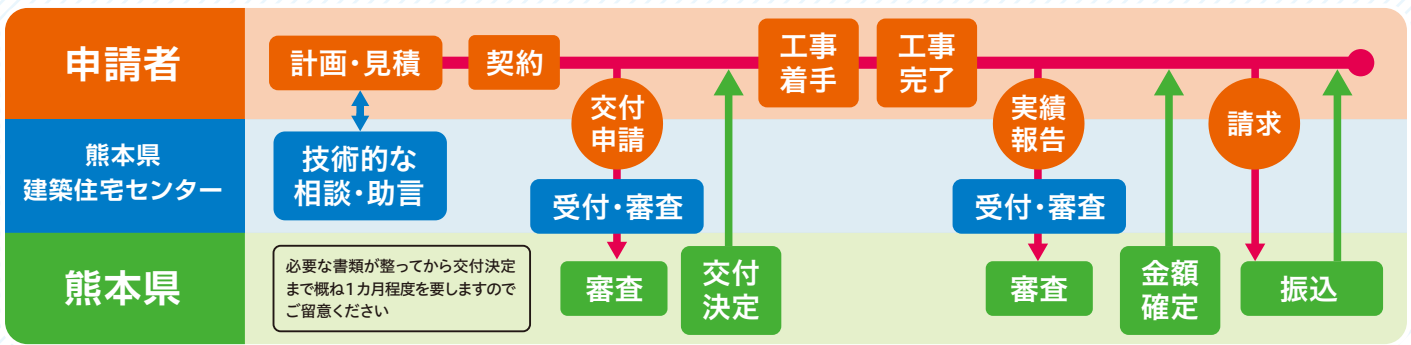 申請者
計画・見積
契約
交付
申請
工事
着手
工事
完了
実績
報告
請求
熊本県
建築住宅センター
技術的な
相談・助言
受付・審査
受付・審査
熊本県
必要な書類が整ってから交付決定
まで概ね1カ月程度を要しますので
ご留意ください
審査
交付
決定
審査
金額
確定
振込